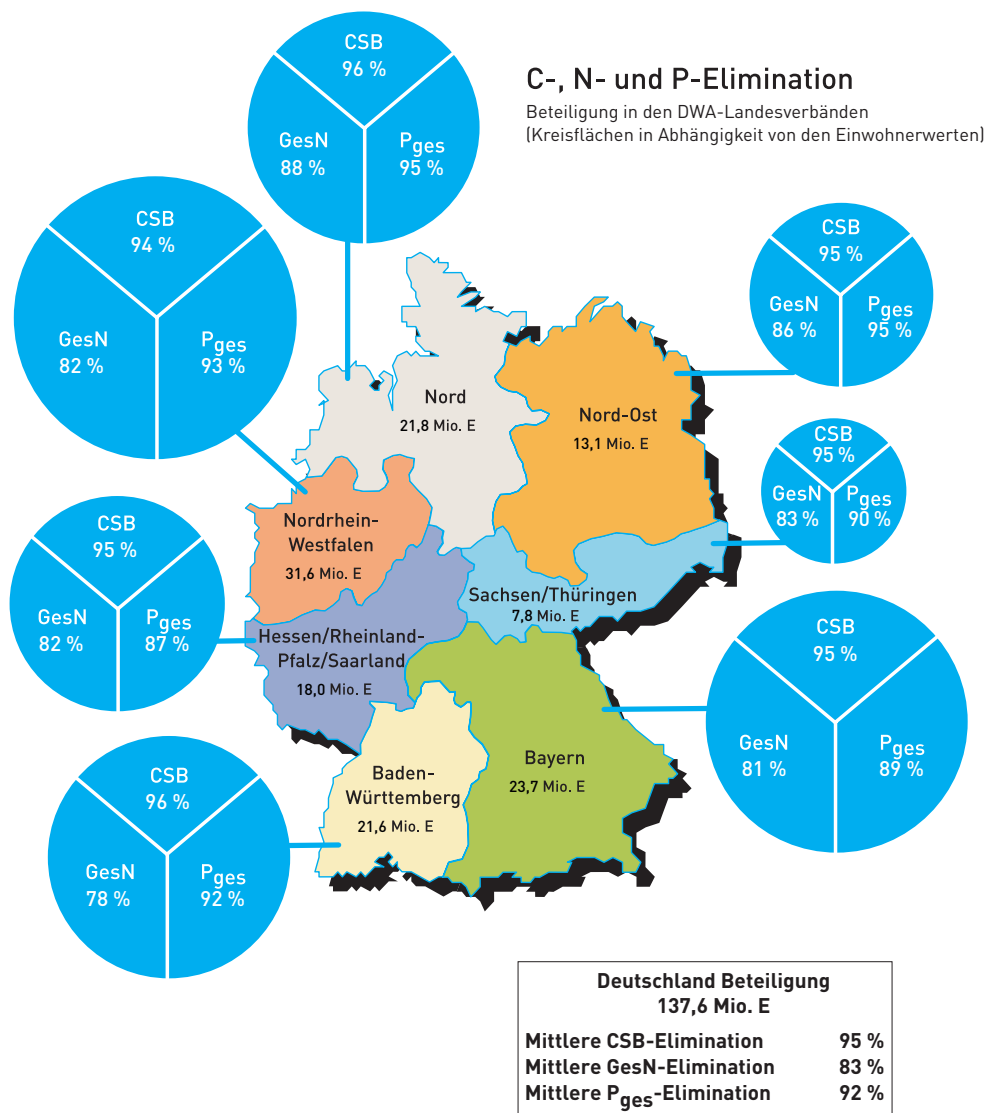 C-, N- und P-Elimination
Beteiligung in den DWA-Landesverbänden
(Kreisflächen in Abhängigkeit von den Einwohnerwerten)
CSB
96 %
GesN
88 %
Pges
95 %
CSB
94 %
GesN
82 %
Pges
93 %
CSB
95 %
GesN
86 %
Pges
95 %
CSB
95 %
GesN
83 %
Pges
90 %
CSB
95 %
GesN
82 %
Pges
87 %
CSB
95 %
GesN
81 %
Pges
89 %
CSB
96 %
GesN
78 %
Pges
92 %
Nord
21,8 Mio. E
Nord-Ost
13,1 Mio. E
Nordrhein-
Westfalen
31,6 Mio. E
Sachsen/Thüringen
7,8 Mio. E
Hessen/Rheinland-
Pfalz/Saarland
18,0 Mio. E
Bayern
23,7 Mio. E
Baden-
Württemberg
21,6 Mio. E
Deutschland Beteiligung
137,6 Mio. E
Mittlere CSB-Elimination 95 %
Mittlere GesN-Elimination 83 %
Mittlere Pges-Elimination 92 %